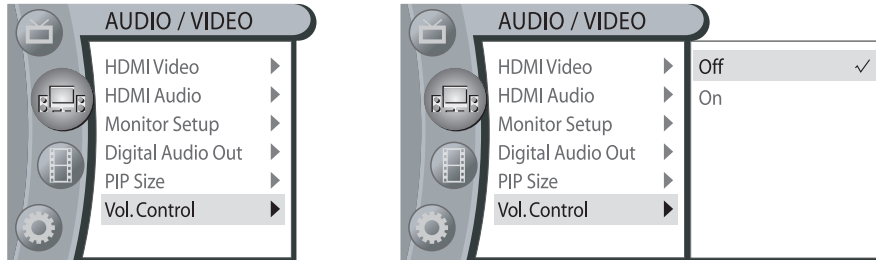 AUDIO / VIDEO
HDMI Video
HDMI Audio
Monitor Setup
Digital Audio Out
PIP Size
Vol. Control
AUDIO / VIDEO
HDMI Video
HDMI Audio
Monitor Setup
Digital Audio Out
PIP Size
Vol. Control
Off
On